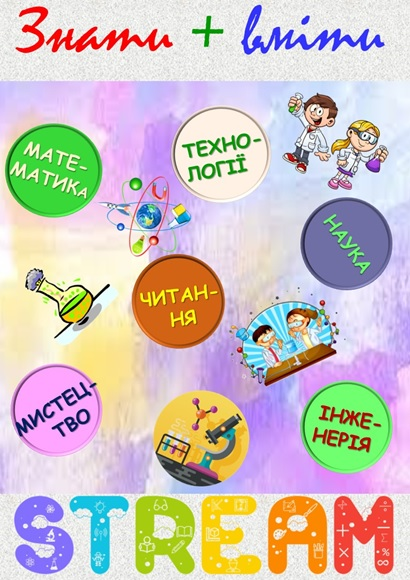 Знати + вміти
МАТЕ-
МАТИКА
ТЕХНО-
ЛОГІЇ
НАУКА
ЧИТАН-
НЯ
МИСТЕЦ-
ТВО
ІНЖЕ-
НЕРІЯ
STREAM